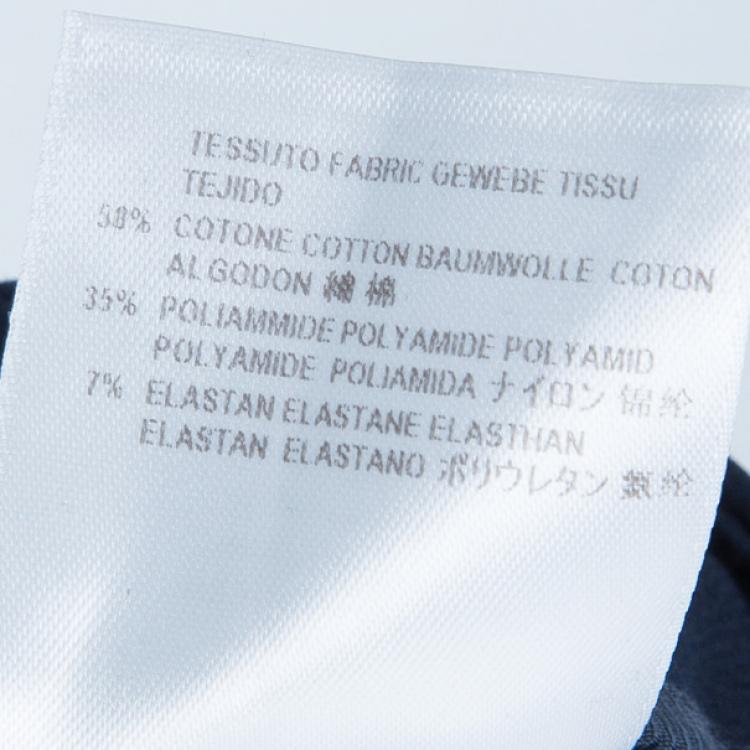 TESSUTO FABRIC GEWEBE TISSU
TEJIDO
58% COTONE COTTON BAUMWOLLE COTON
ALGODON 綿 棉
35% POLIAMMIDE POLYAMIDE POLYAMID
POLYAMIDE POLIAMIDA ナイロン 锦纶
7% ELASTAN ELASTANE ELASTHAN
ELASTAN ELASTANO ポリウレタン 氨纶